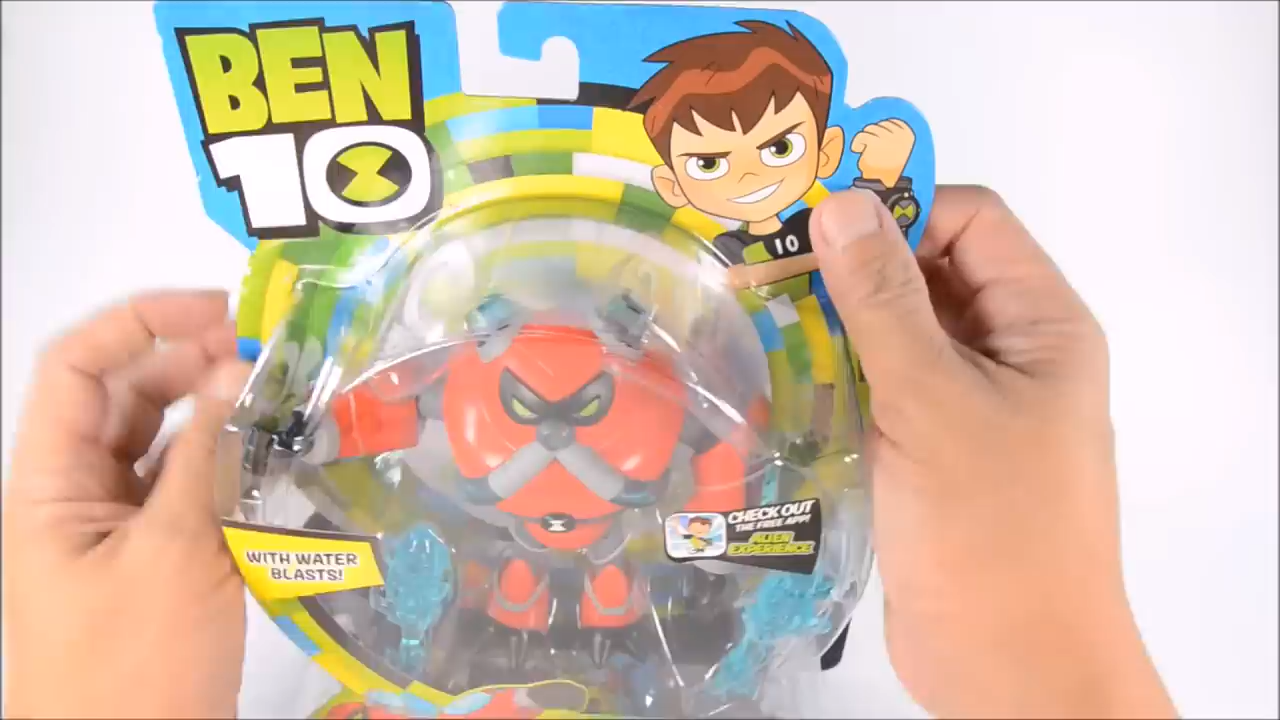 BEN
10
10
WITH WATER
BLASTS!
CHECK OUT
THE FREE APP!
ALIEN
EXPERIENCE